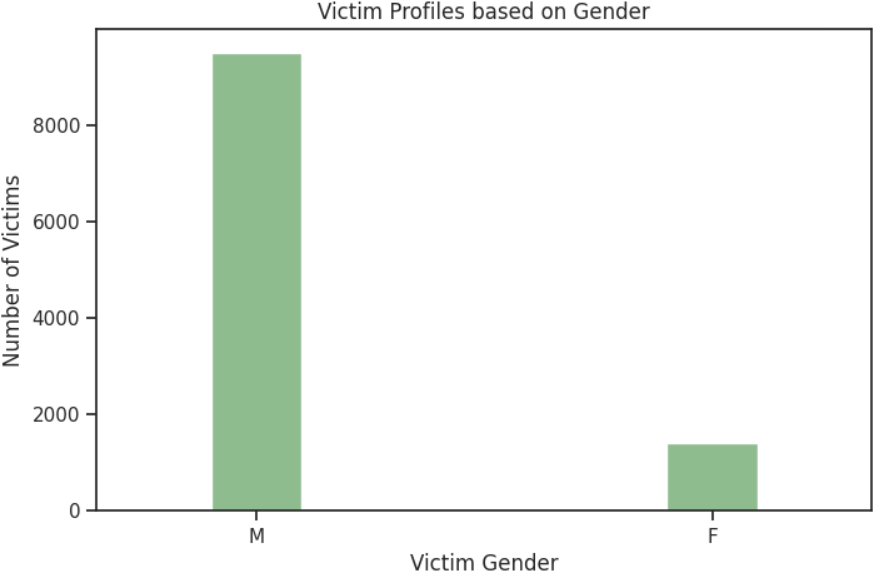 Victim Profiles based on Gender
Number of Victims
8000
6000
4000
2000
0
M
F
Victim Gender